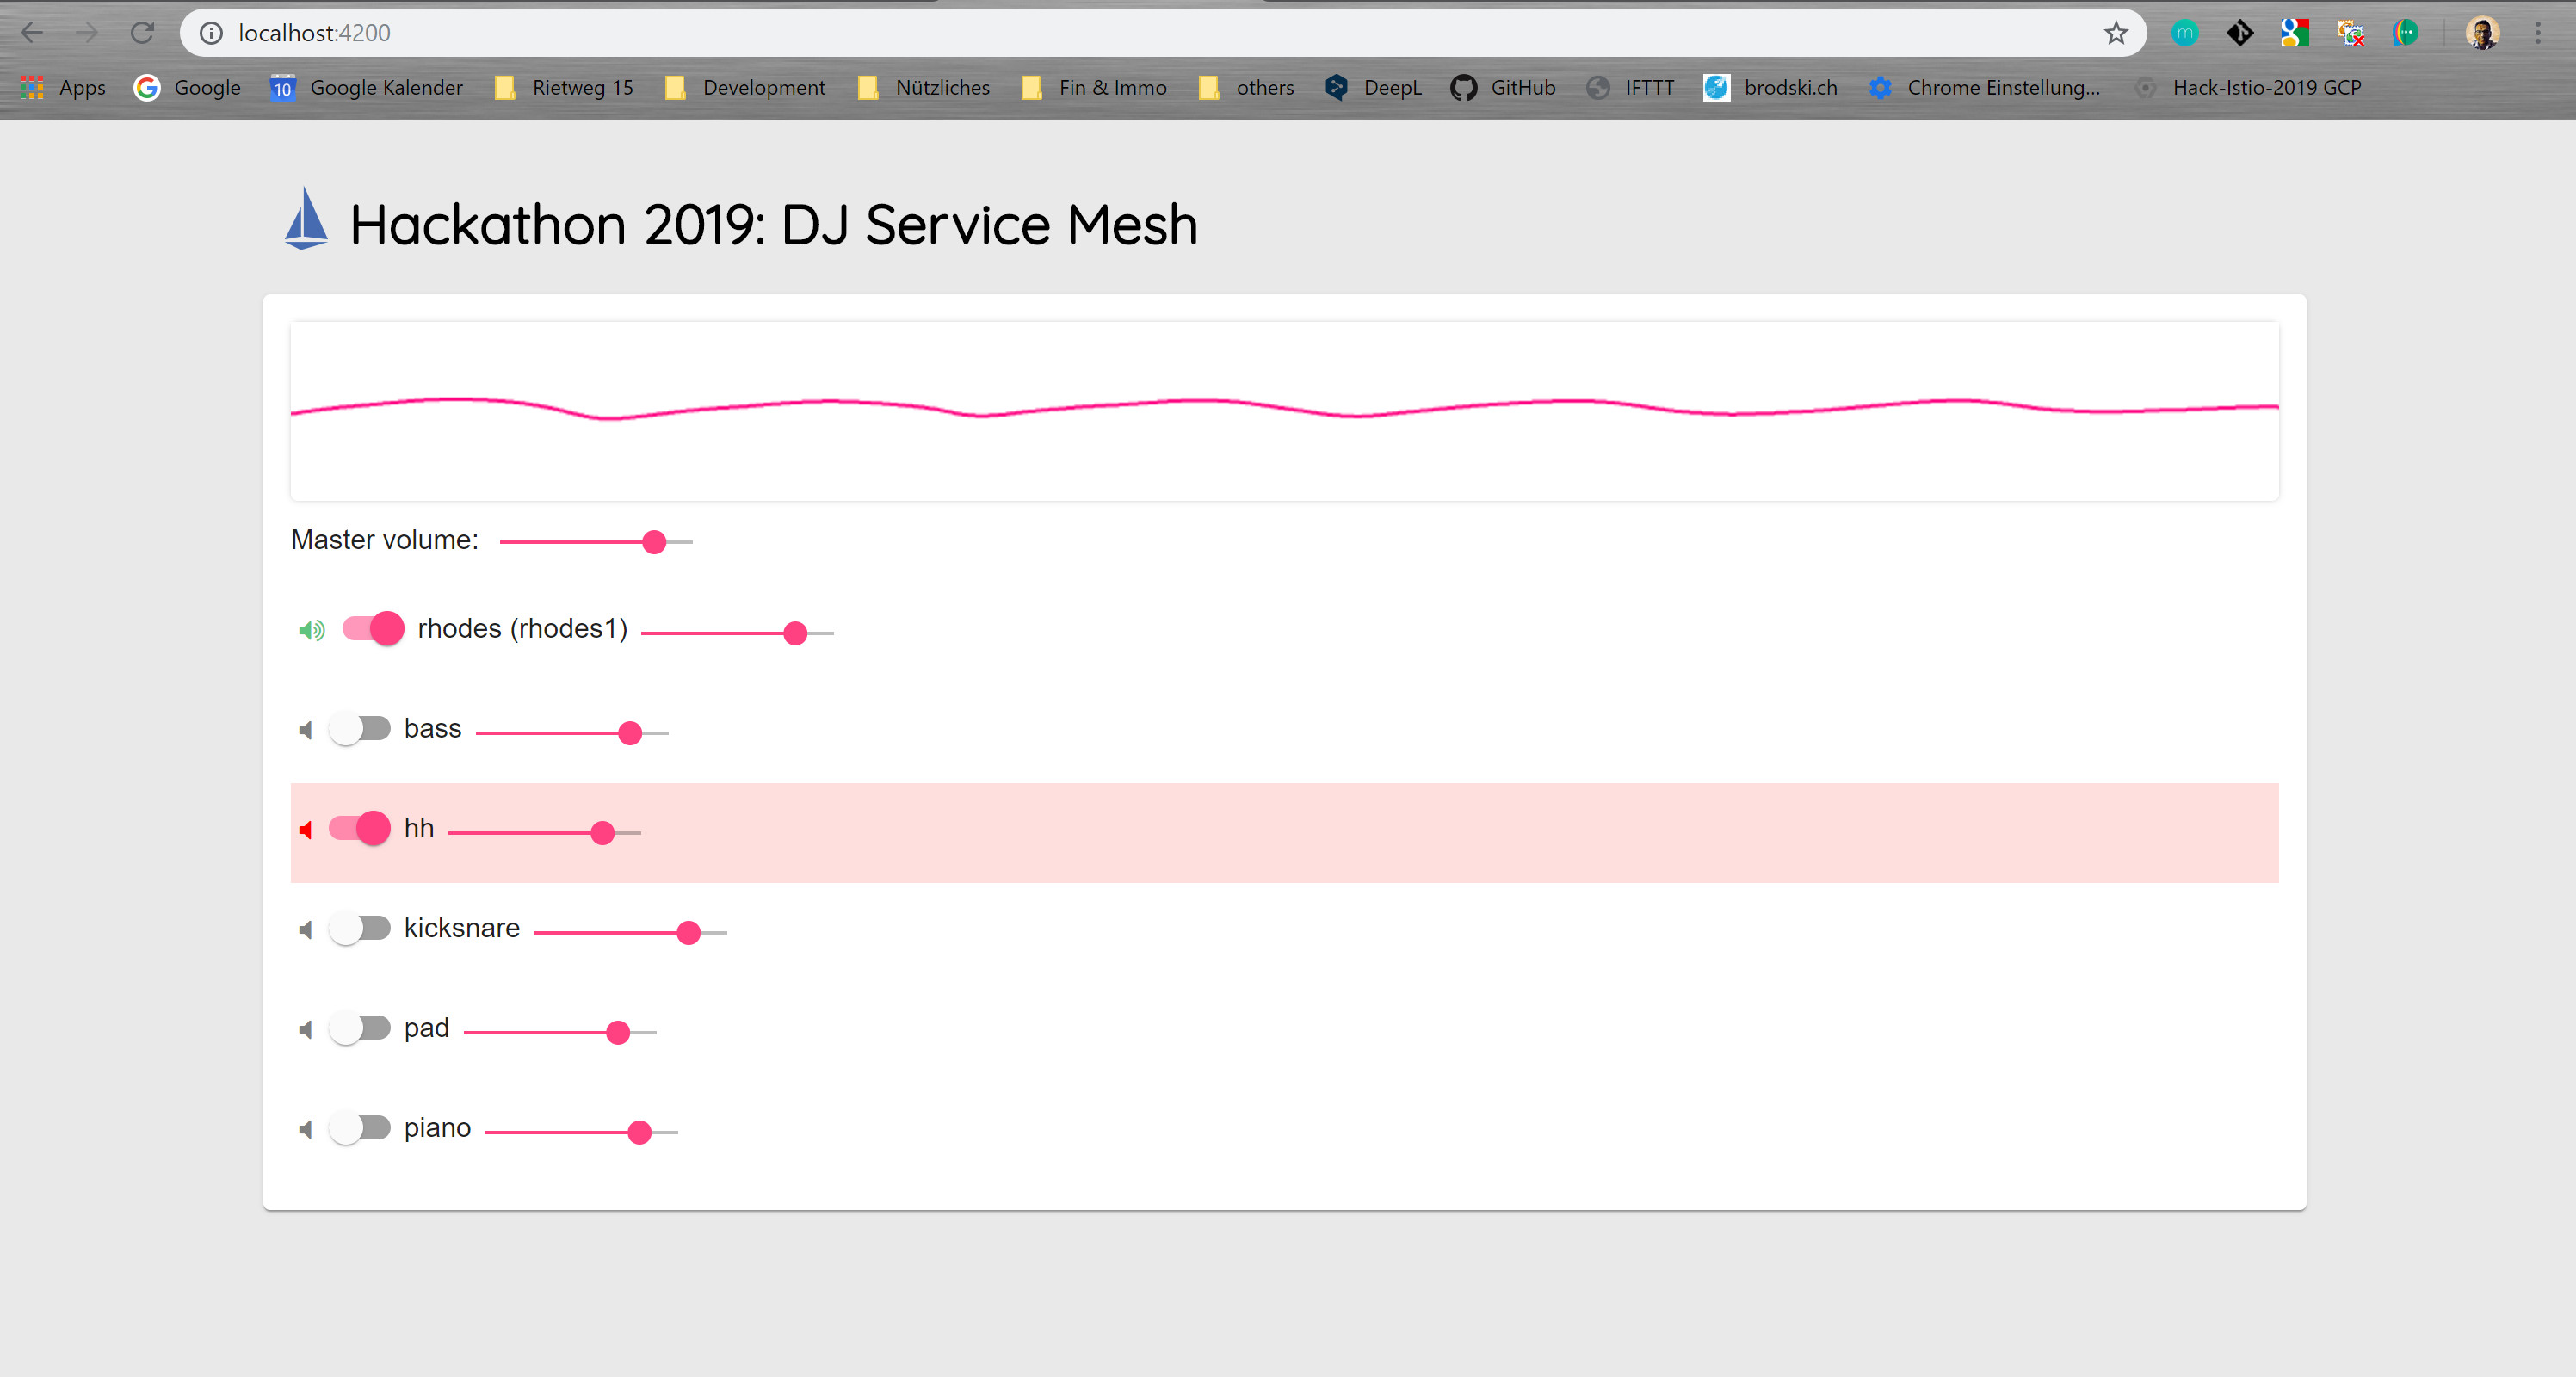 localhost:4200
Apps Google 10 Google Kalender Rietweg 15 Development Nützliches Fin & Immo others DeepL GitHub IFTTT brodski.ch Chrome Einstellung... Hack-Istio-2019 GCP
Hackathon 2019: DJ Service Mesh
Master volume:
rhodes (rhodes1)
bass
hh
kicksnare
pad
piano